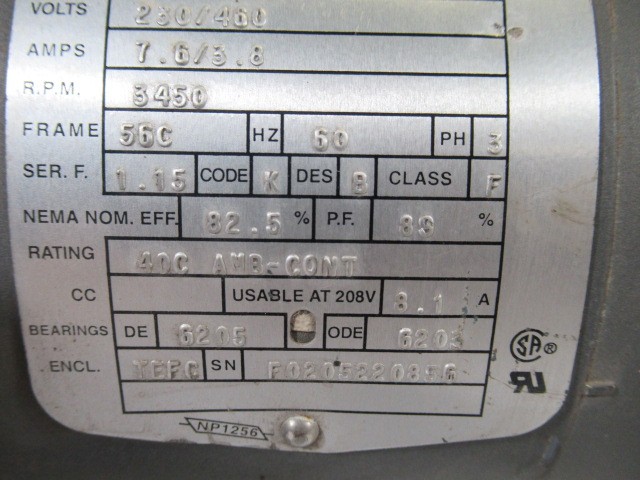 VOLTS 230/460
AMPS 7.6/3.8
R.P.M. 3450
FRAME 56C HZ 60 PH 3
SER. F. 1.15 CODE K DES B CLASS F
NEMA NOM. EFF. 82.5 % P.F. 89 %
RATING 40C AMB-CONT
CC USABLE AT 208V 8.1 A
BEARINGS DE 6205 ODE 6203
ENCL. TEFC SN
SA ®
NP1256